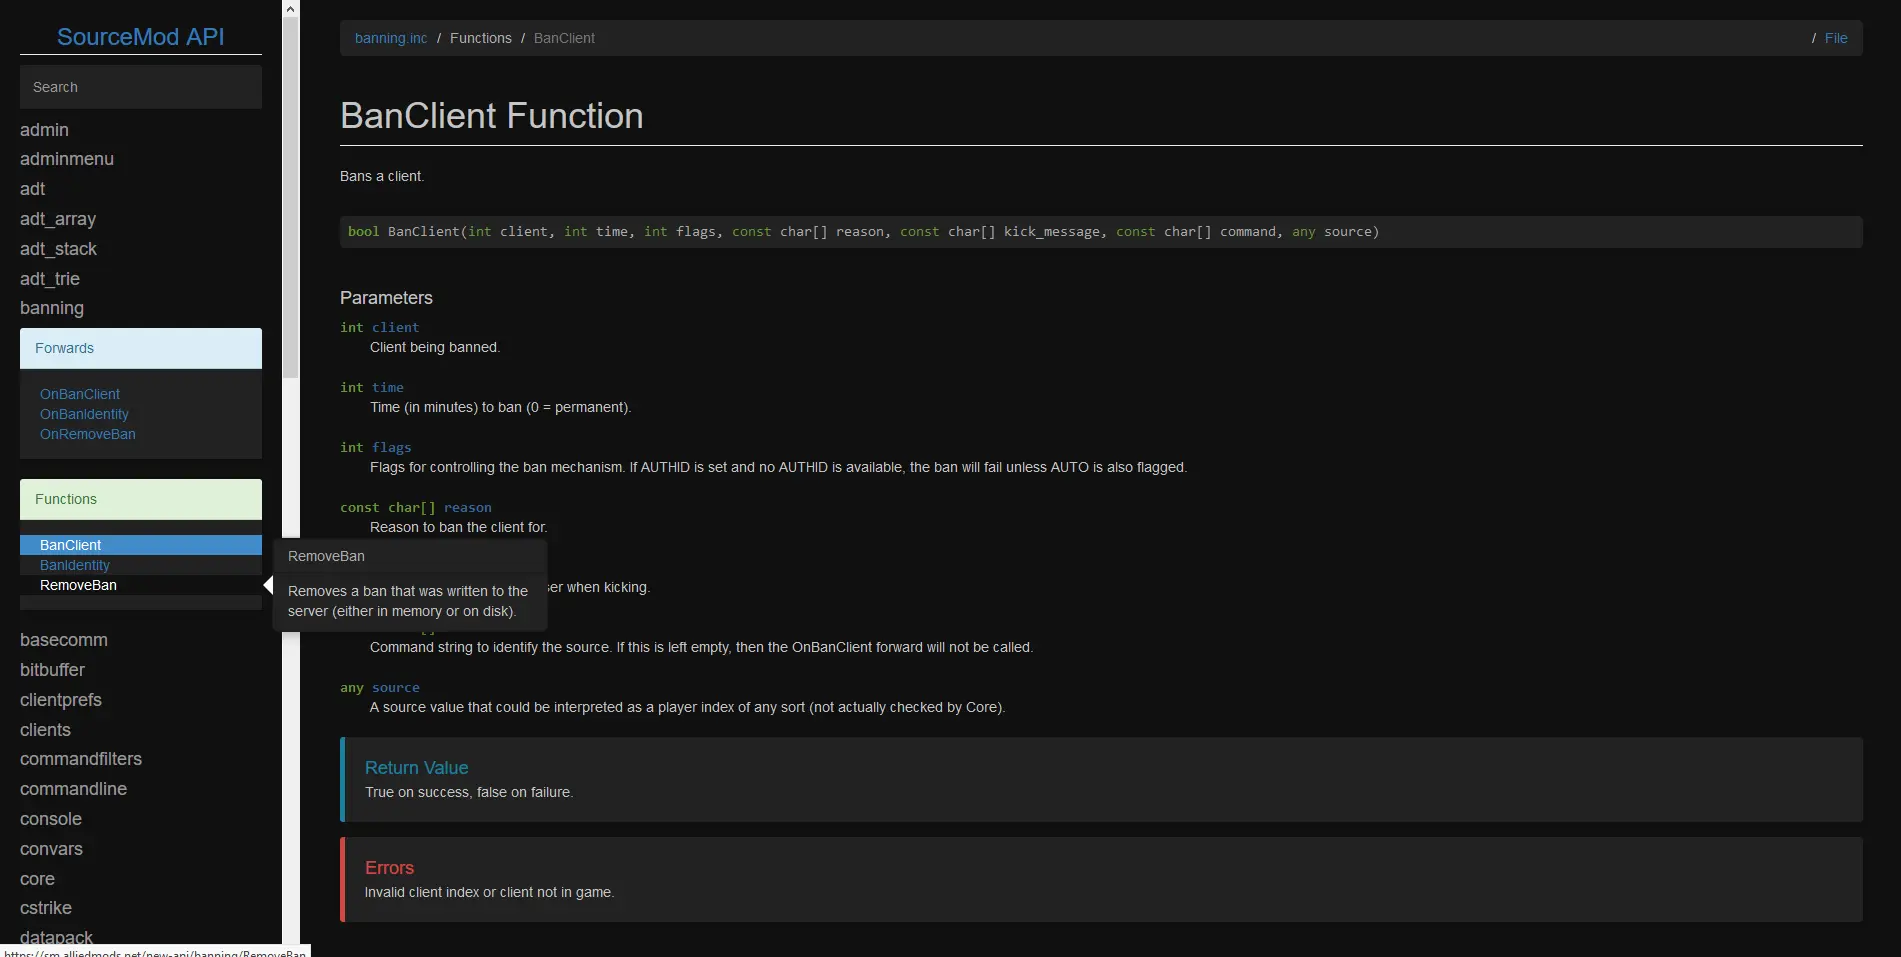 SourceMod API
Search
admin
adminmenu
adt
adt_array
adt_stack
adt_trie
banning
Forwards
OnBanClient
OnBanIdentity
OnRemoveBan
Functions
BanClient
BanIdentity
RemoveBan
basecomm
bitbuffer
clientprefs
clients
commandfilters
commandline
console
convars
core
cstrike
datapack
https://sm.alliedmods.net/new-api/banning/RemoveBan
banning.inc / Functions / BanClient
/ File
BanClient Function
Bans a client.
bool BanClient(int client, int time, int flags, const char[] reason, const char[] kick_message, const char[] command, any source)
Parameters
int client
Client being banned.
int time
Time (in minutes) to ban (0 = permanent).
int flags
Flags for controlling the ban mechanism. If AUTHID is set and no AUTHID is available, the ban will fail unless AUTO is also flagged.
const char[] reason
Reason to ban the client for.
RemoveBan
Removes a ban that was written to the
server (either in memory or on disk).
when kicking.
Command string to identify the source. If this is left empty, then the OnBanClient forward will not be called.
any source
A source value that could be interpreted as a player index of any sort (not actually checked by Core).
Return Value
True on success, false on failure.
Errors
Invalid client index or client not in game.